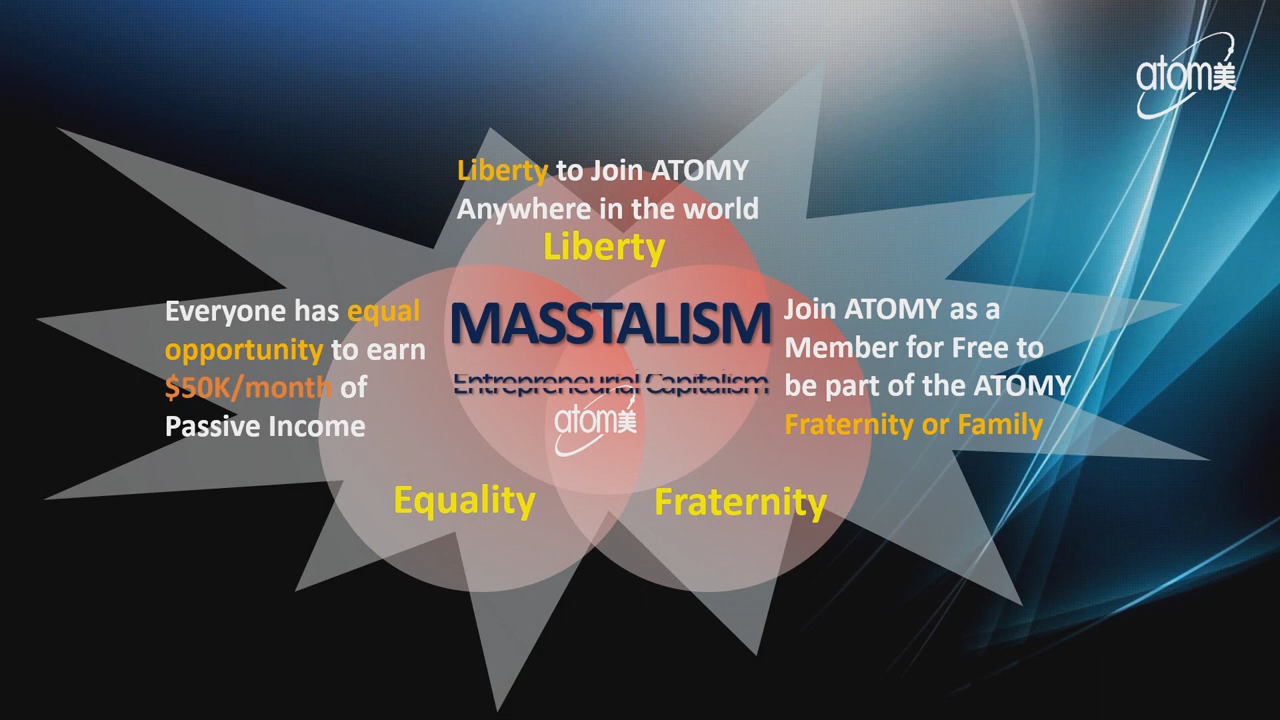 atom美
Liberty to Join ATOMY
Anywhere in the world
Liberty
Everyone has equal
opportunity to earn
$50K/month of
Passive Income
MASSTALISM
Entrepreneurial Capitalism
atom美
Join ATOMY as a
Member for Free to
be part of the ATOMY
Fraternity or Family
Equality
Fraternity